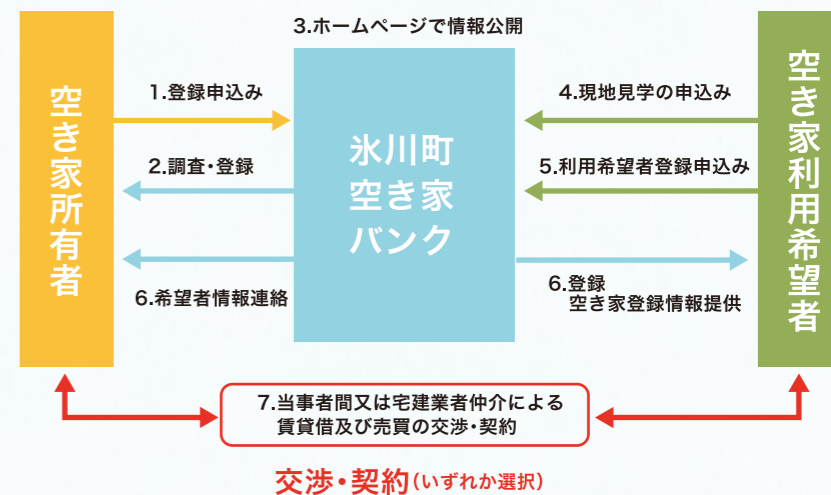 3.ホームページで情報公開
空き家所有者
1.登録申込み
2.調査・登録
6.希望者情報連絡
氷川町
空き家
バンク
4.現地見学の申込み
5.利用希望者登録申込み
6.登録
空き家登録情報提供
空き家利用希望者
7.当事者間又は宅建業者仲介による
賃貸借及び売買の交渉・契約
交渉・契約(いずれか選択)